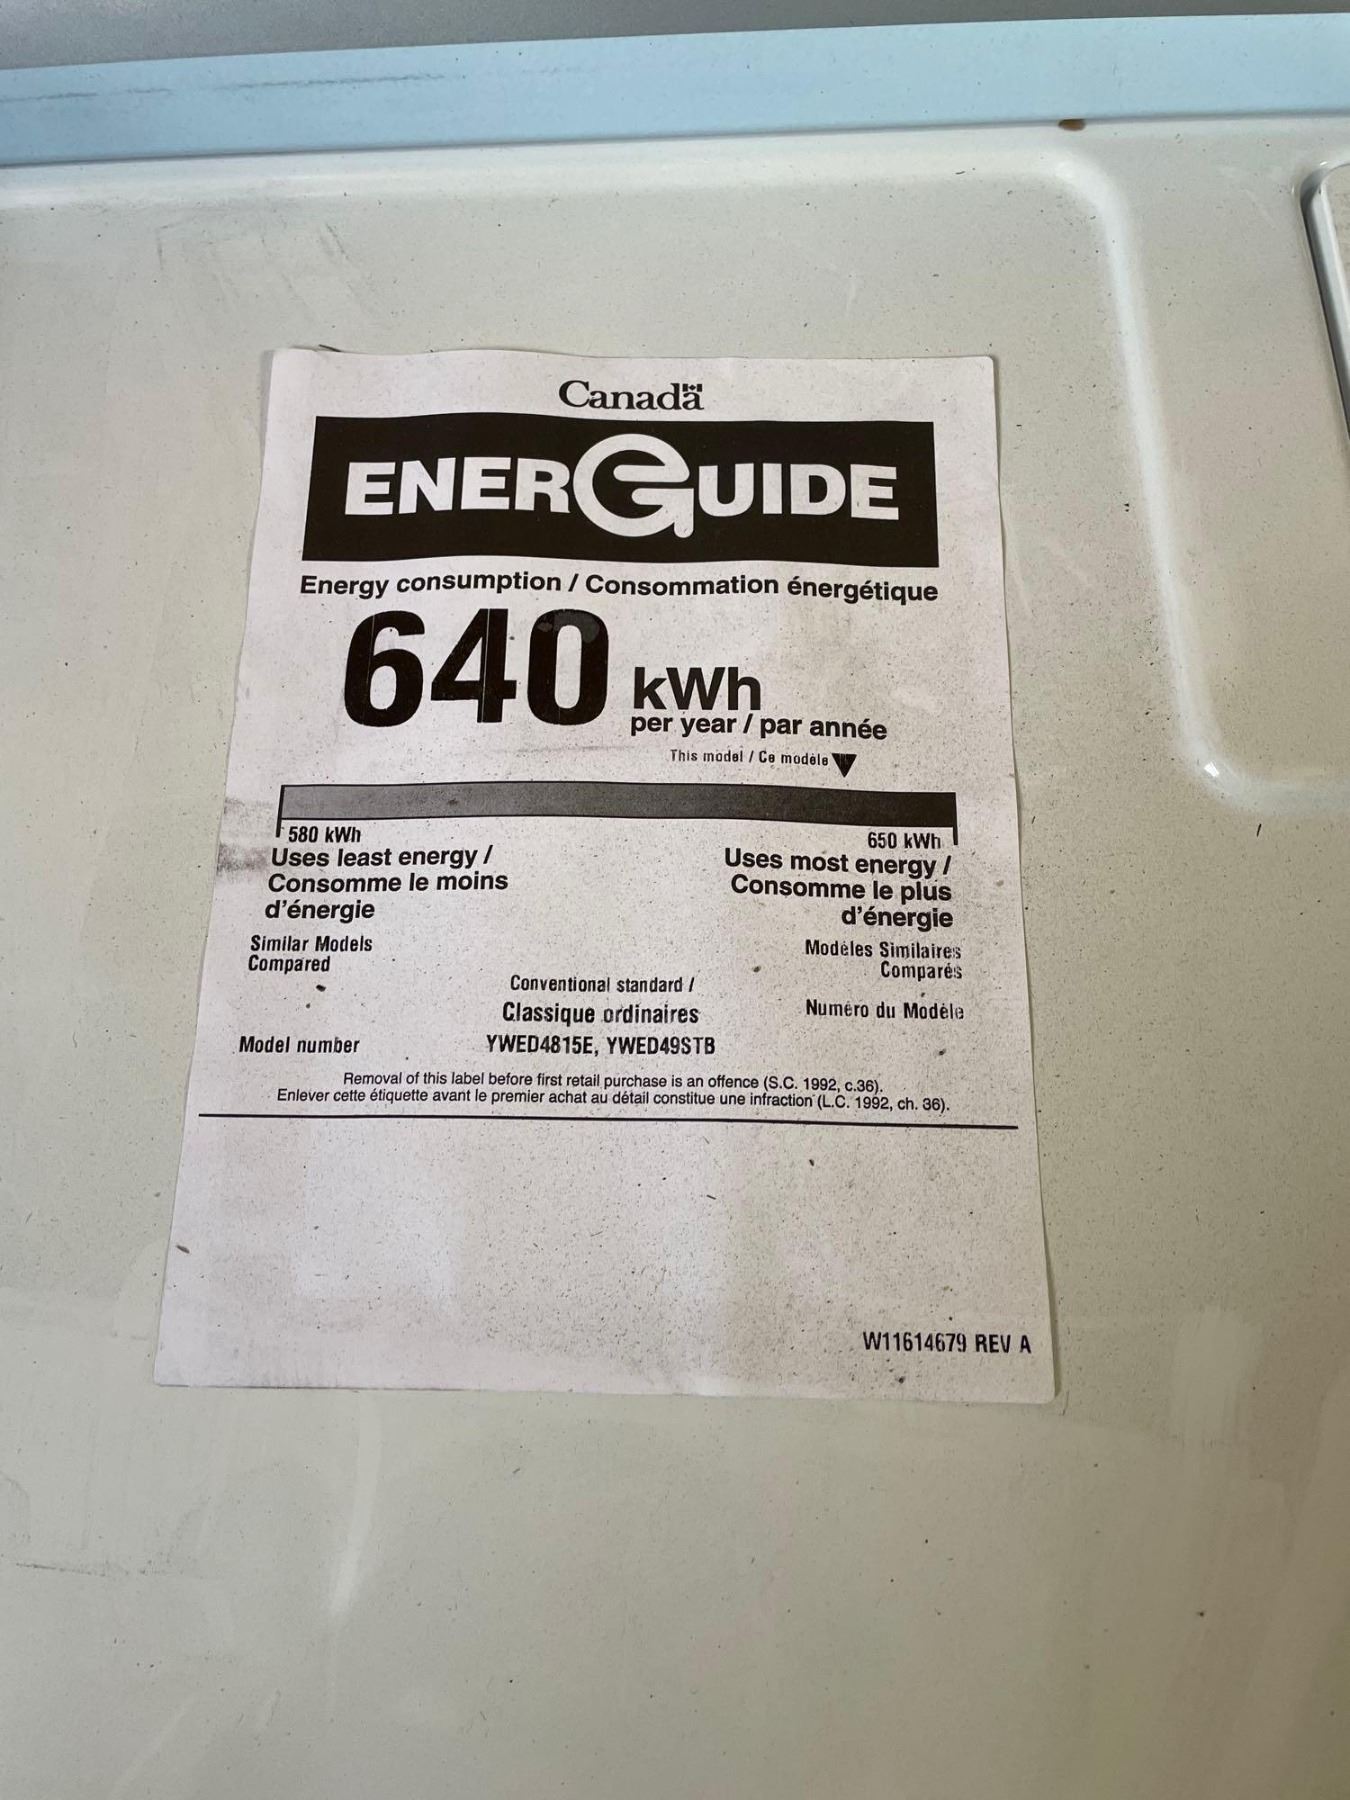 Canada
ENERGUIDE
Energy consumption / Consommation énergétique
640 kWh
per year / par année
This model / Ce modèle
580 kWh
650 kWh
Uses least energy /
Consomme le moins
d'énergie
Uses most energy /
Consomme le plus
d'énergie
Similar Models
Compared
Modèles Similaires
Comparés
Conventional standard /
Classique ordinaires
Numéro du Modèle
Model number
YWED4815E, YWED49STB
Removal of this label before first retail purchase is an offence (S.C. 1992, c.36).
Enlever cette étiquette avant le premier achat au détail constitue une infraction (L.C. 1992, ch. 36).
W11614679 REV A